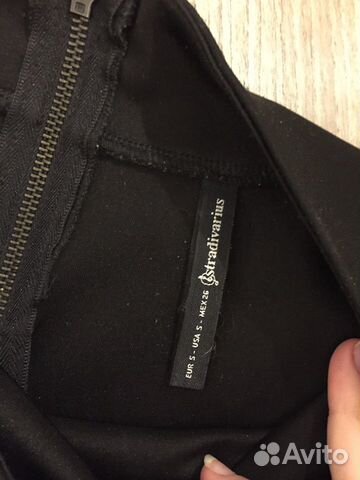 stradivarius
EUR S - USA S - MEX 26
Avito